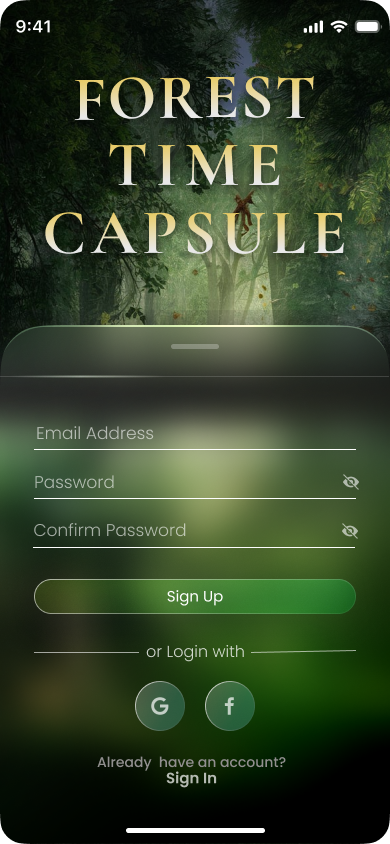 9:41
FOREST
TIME
CAPSULE
Email Address
Password
Confirm Password
Sign Up
or Login with
G f
Already  have an account?
Sign In